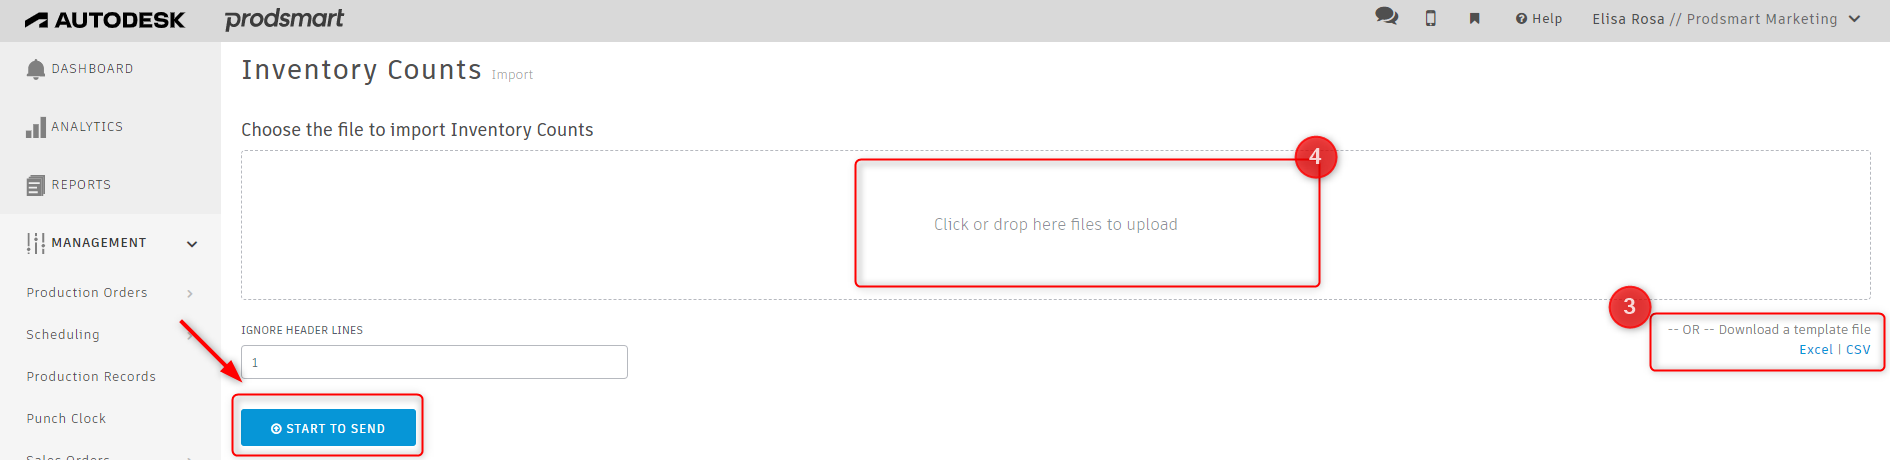 AUTODESK prodsmart
Help
Elisa Rosa // Prodsmart Marketing
DASHBOARD
ANALYTICS
REPORTS
MANAGEMENT
Production Orders
Scheduling
Production Records
Punch Clock
Sales Orders
Inventory Counts Import
Choose the file to import Inventory Counts
4
Click or drop here files to upload
3
-- OR -- Download a template file
Excel | CSV
IGNORE HEADER LINES
1
START TO SEND